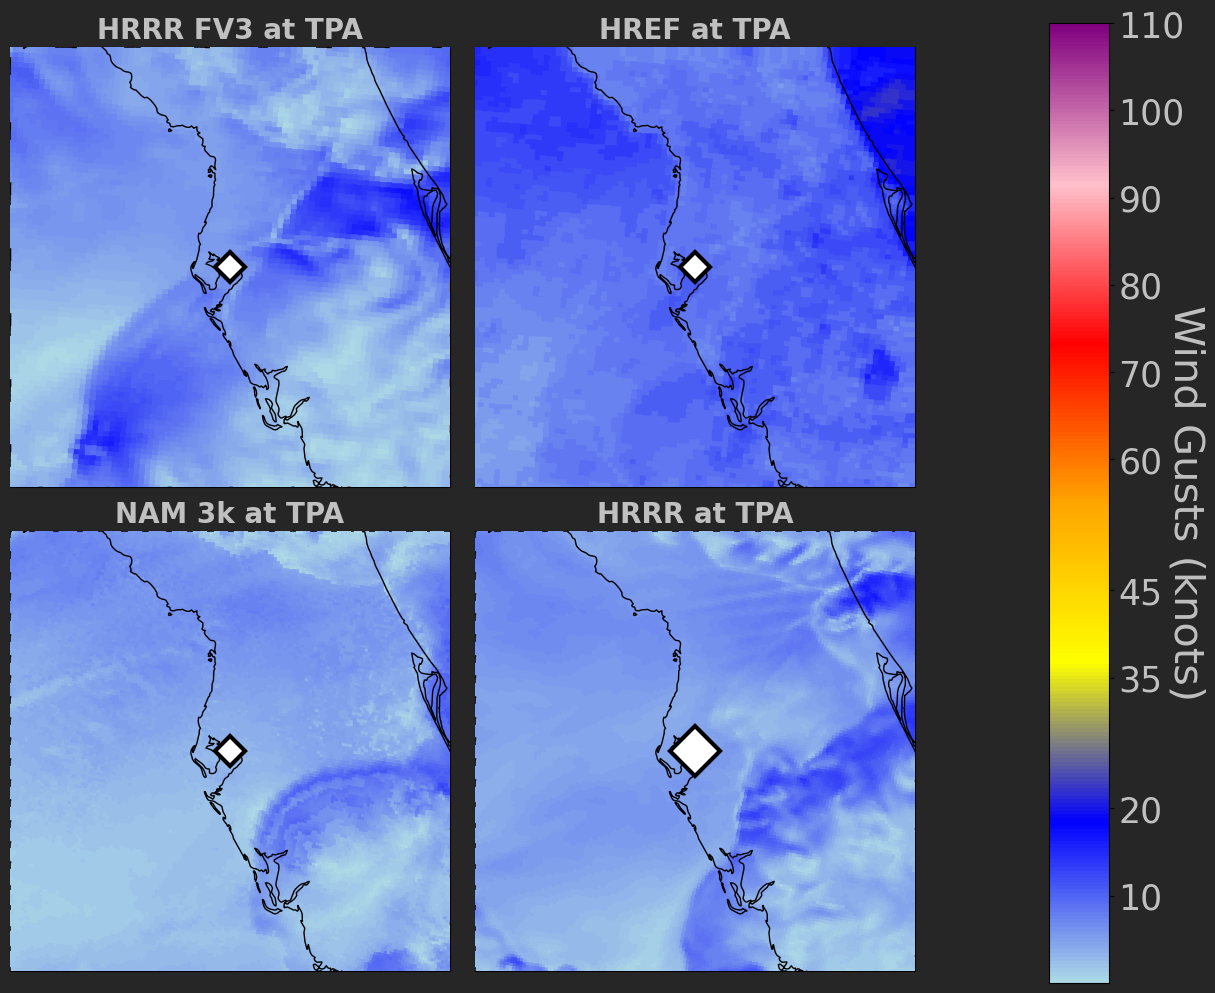 HRRR FV3 at TPA
HREF at TPA
NAM 3k at TPA
HRRR at TPA
110
100
90
80
70
60
45
35
20
10
Wind Gusts (knots)